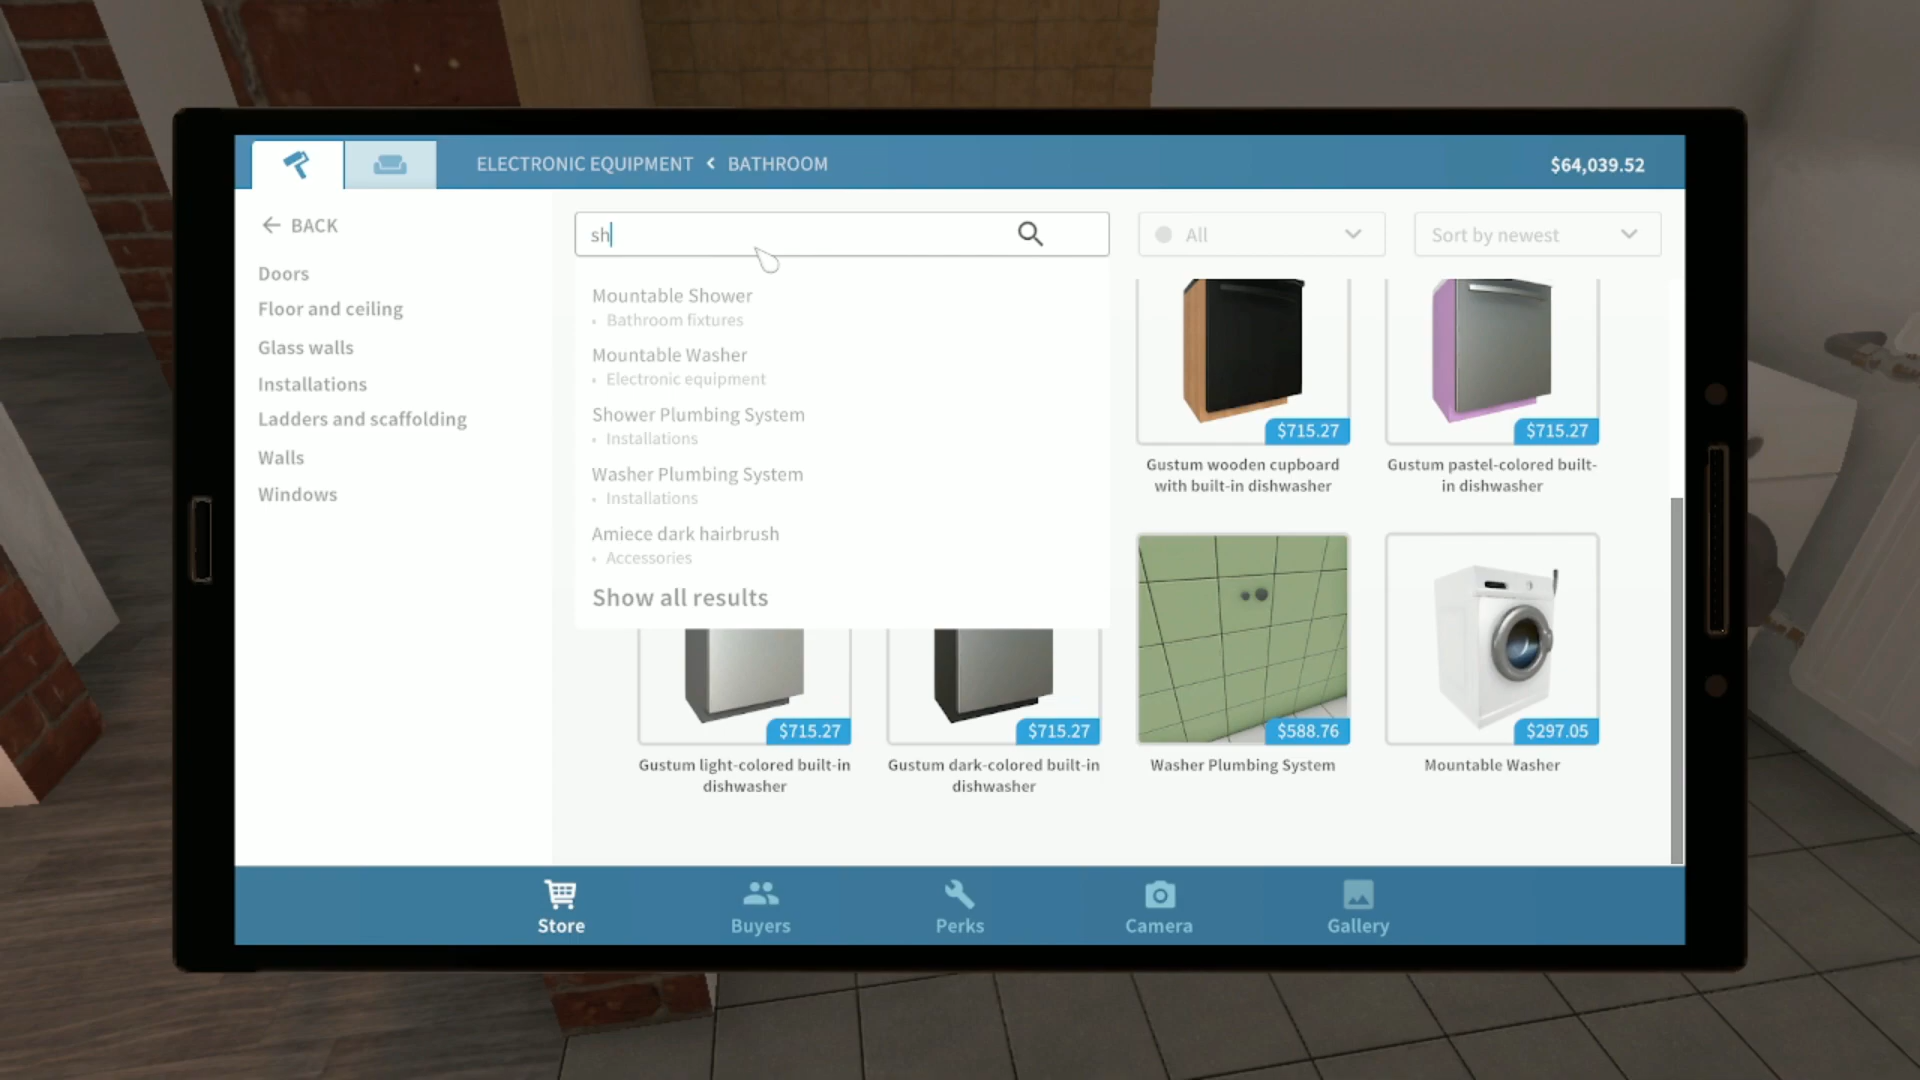 ELECTRONIC EQUIPMENT < BATHROOM
$64,039.52
← BACK
Doors
Floor and ceiling
Glass walls
Installations
Ladders and scaffolding
Walls
Windows
sh
All
Sort by newest
Mountable Shower
• Bathroom fixtures
Mountable Washer
• Electronic equipment
Shower Plumbing System
• Installations
Washer Plumbing System
• Installations
Amiece dark hairbrush
• Accessories
Show all results
$715.27
Gustum wooden cupboard
with built-in dishwasher
$715.27
Gustum pastel-colored built-
in dishwasher
$715.27
Gustum light-colored built-in
dishwasher
$715.27
Gustum dark-colored built-in
dishwasher
$588.76
Washer Plumbing System
$297.05
Mountable Washer
Store
Buyers
Perks
Camera
Gallery